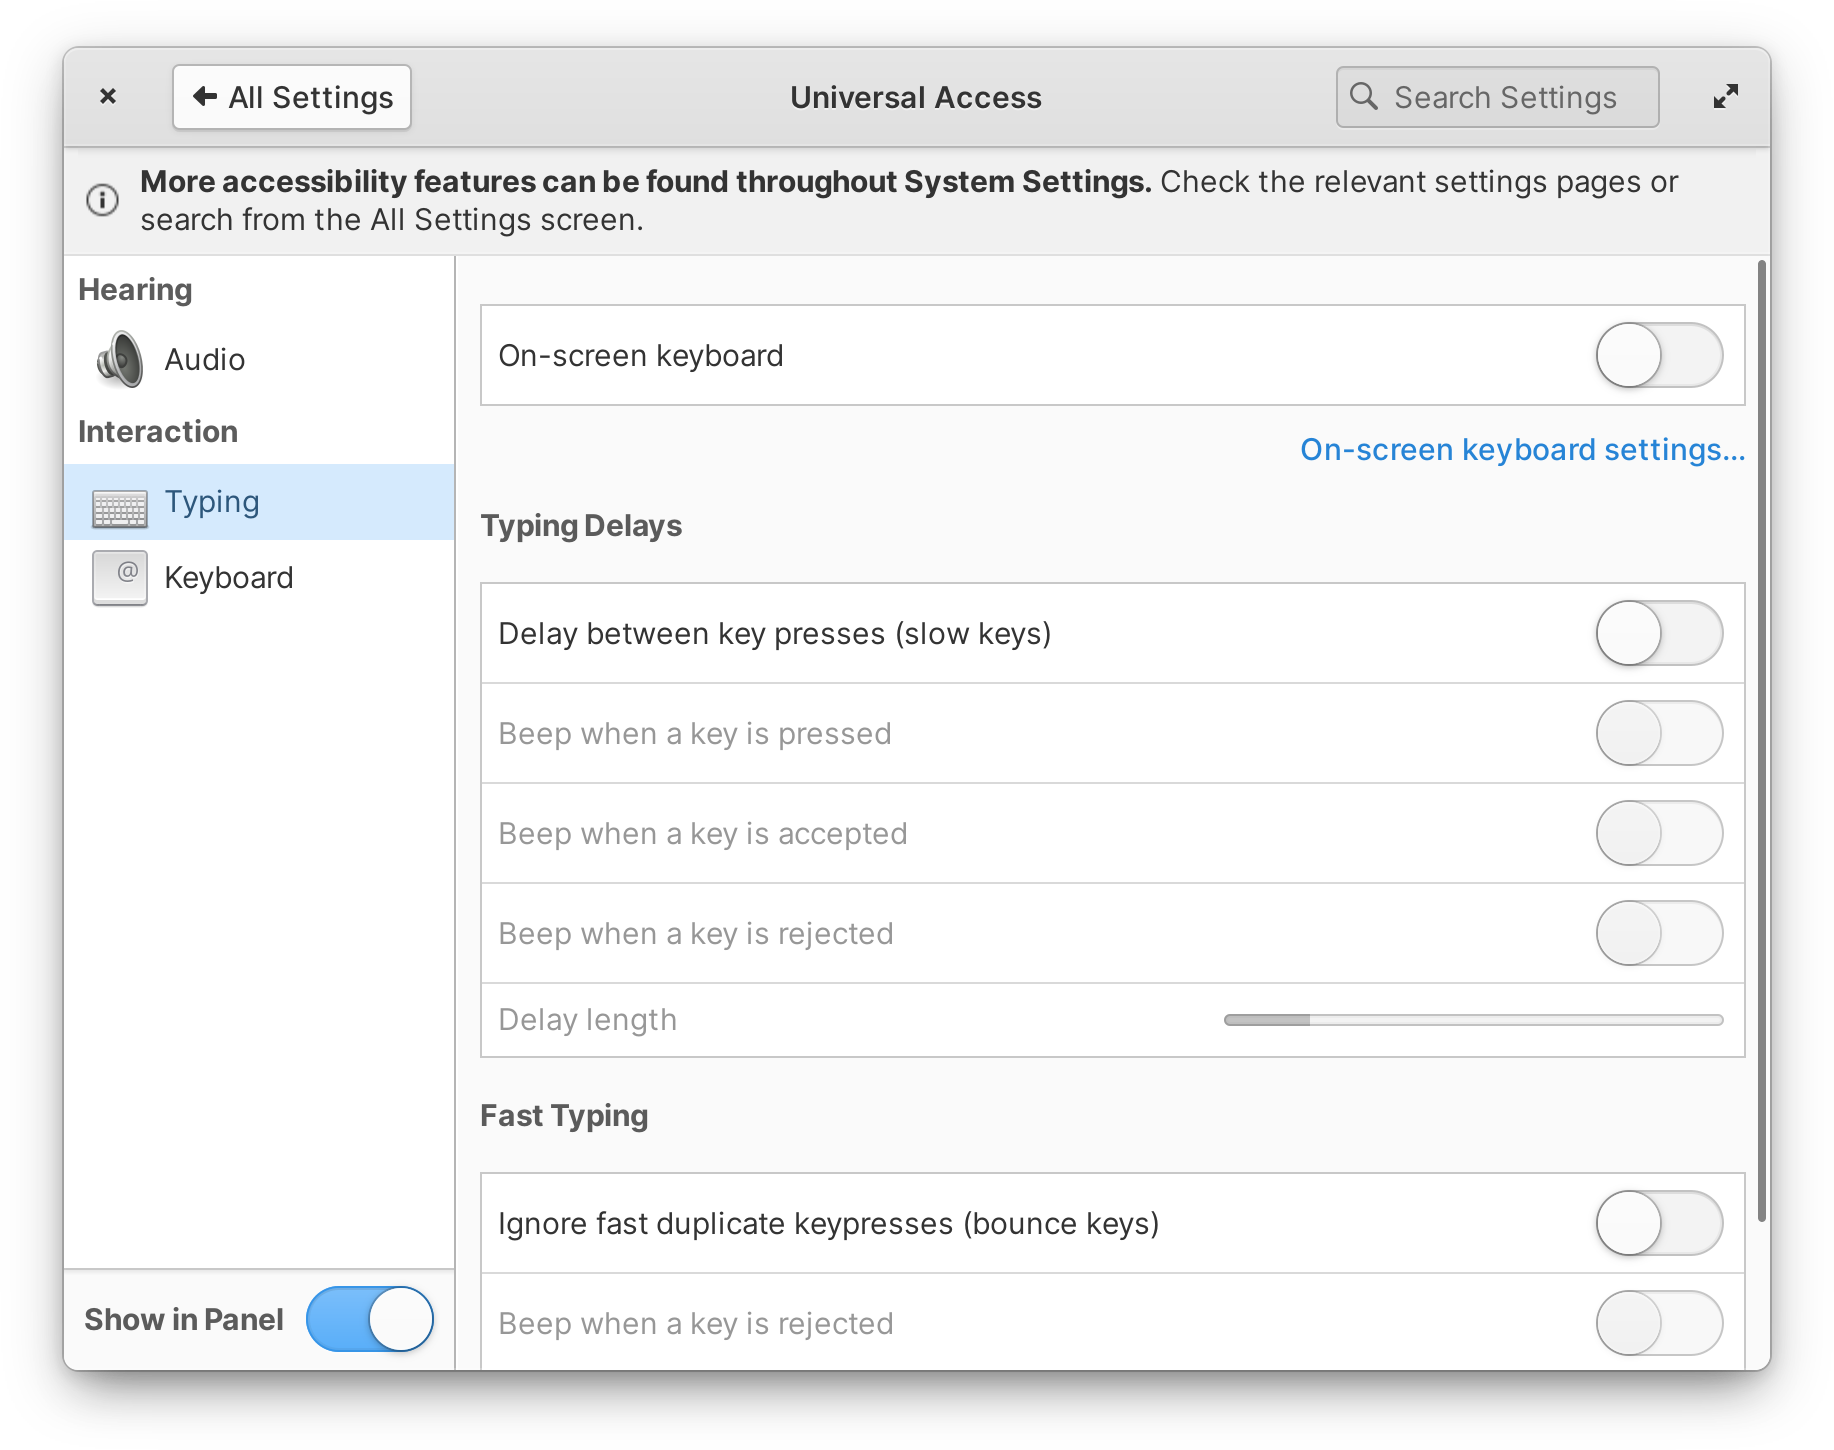 All Settings
Universal Access
Search Settings
More accessibility features can be found throughout System Settings. Check the relevant settings pages or
search from the All Settings screen.
Hearing
Audio
Interaction
Typing
@
Keyboard
Show in Panel
On-screen keyboard
On-screen keyboard settings...
Typing Delays
Delay between key presses (slow keys)
Beep when a key is pressed
Beep when a key is accepted
Beep when a key is rejected
Delay length
Fast Typing
Ignore fast duplicate keypresses (bounce keys)
Beep when a key is rejected